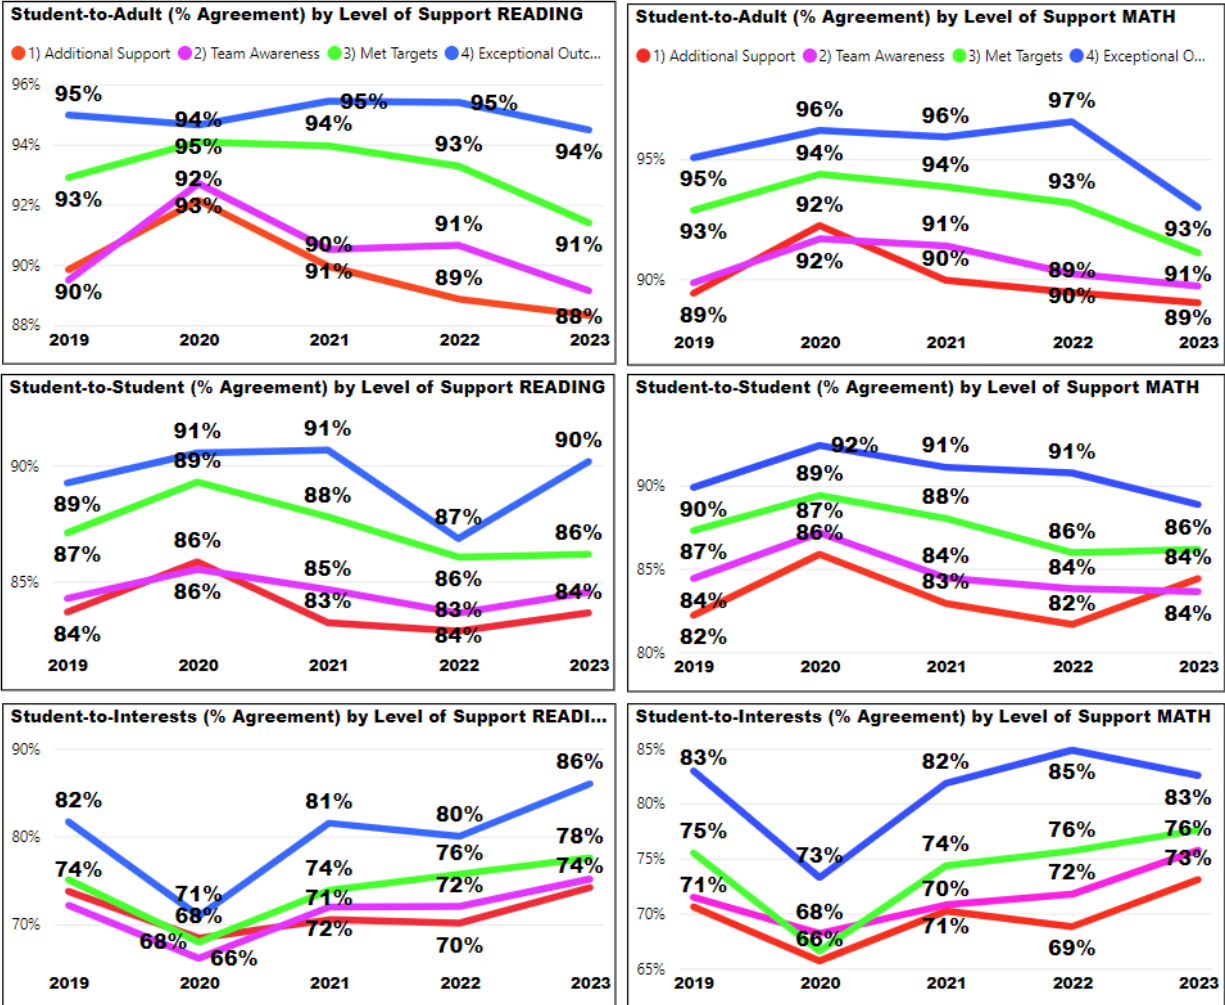 Student-to-Adult (% Agreement) by Level of Support READING
1) Additional Support 2) Team Awareness 3) Met Targets 4) Exceptional Outc...
96%
94%
92%
90%
88%
95% 94% 95% 95% 94%
93% 95% 94% 93% 91%
92% 90% 91%
90% 93% 91% 89% 88%
2019 2020 2021 2022 2023
Student-to-Adult (% Agreement) by Level of Support MATH
1) Additional Support 2) Team Awareness 3) Met Targets 4) Exceptional O...
95%
90%
95% 96% 96% 97% 93%
93% 94% 94% 93% 91%
92% 91% 89%
89% 92% 90% 90% 89%
2019 2020 2021 2022 2023
Student-to-Student (% Agreement) by Level of Support READING
90%
85%
89% 91% 91% 87% 90%
87% 89% 88% 86% 86%
86% 85% 83% 84%
84% 86% 83% 84%
2019 2020 2021 2022 2023
Student-to-Student (% Agreement) by Level of Support MATH
90%
85%
80%
90% 92% 91% 91% 86%
87% 89% 88% 86% 84%
84% 87% 84% 84% 84%
82% 86% 83% 82%
2019 2020 2021 2022 2023
Student-to-Interests (% Agreement) by Level of Support READI...
90%
80%
70%
82% 71% 81% 80% 86%
74% 68% 74% 76% 78%
68% 71% 72% 74%
66% 72% 70%
2019 2020 2021 2022 2023
Student-to-Interests (% Agreement) by Level of Support MATH
85%
80%
75%
70%
65%
83% 73% 82% 85% 83%
75% 68% 74% 76% 76%
71% 66% 70% 72% 73%
71% 69%
2019 2020 2021 2022 2023